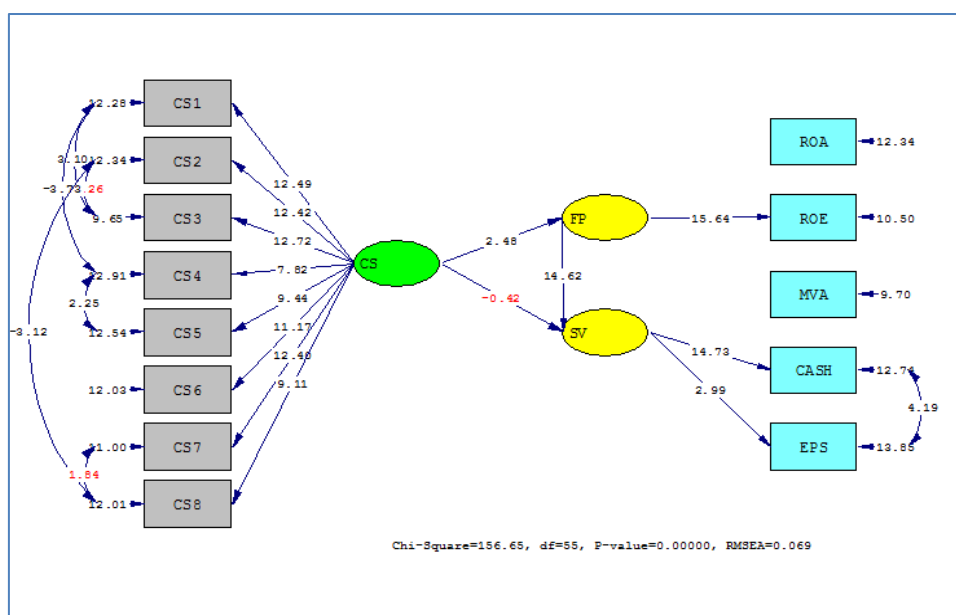 12.28 CS1
3.10
12.34 CS2
9.65 CS3
12.91 CS4
2.25
-3.12
12.54 CS5
12.03 CS6
11.00 CS7
1.84
12.01 CS8
12.49
12.42
12.72
7.82
9.44
11.17
12.40
9.11
CS
2.48
-0.42
FP
14.62
SV
15.64
14.73
2.99
ROA 12.34
ROE 10.50
MVA 9.70
CASH 12.74
4.19
EPS 13.85
Chi-Square=156.65, df=55, P-value=0.00000, RMSEA=0.069